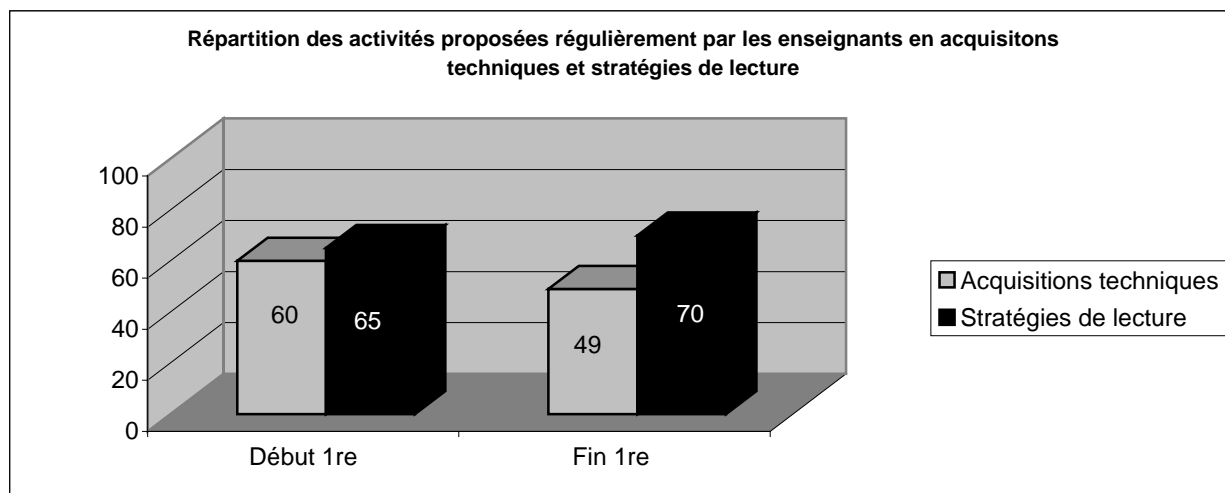 Répartition des activités proposées régulièrement par les enseignants en acquisitons
techniques et stratégies de lecture
100
80
60
40
20
0
60
65
49
70
Début 1re
Fin 1re
Acquisitions techniques
Stratégies de lecture